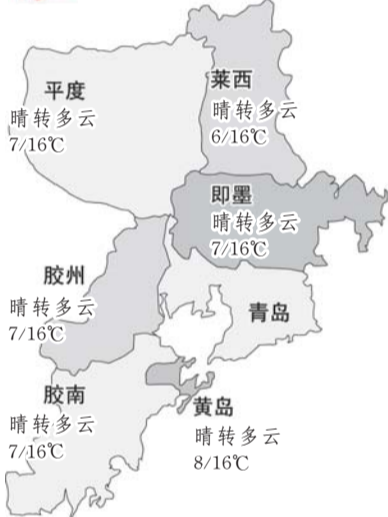 平度
晴转多云
7/16℃
莱西
晴转多云
6/16℃
即墨
晴转多云
7/16℃
胶州
晴转多云
7/16℃
青岛
胶南
晴转多云
7/16℃
黄岛
晴转多云
8/16℃